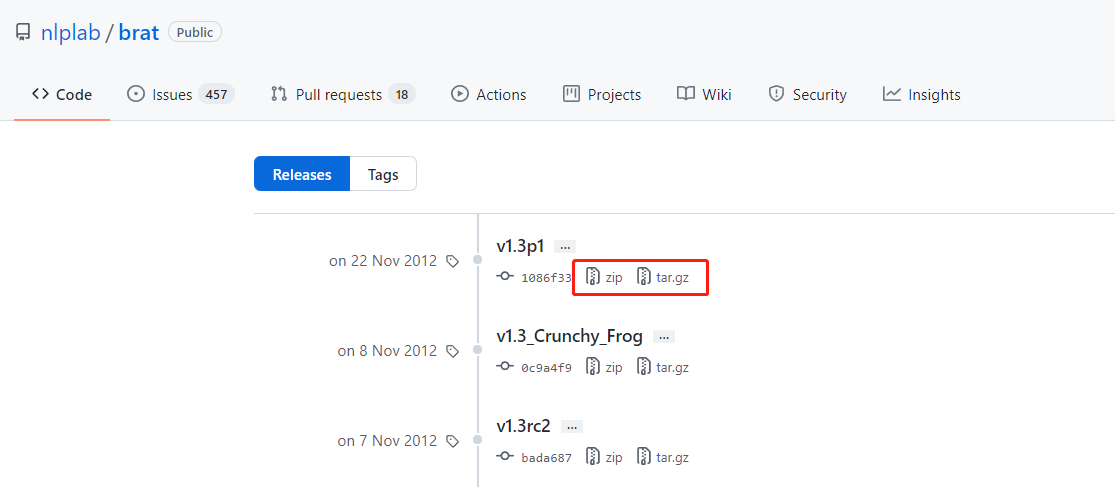 nlplab / brat Public
Code Issues 457 Pull requests 18 Actions Projects Wiki Security Insights
Releases Tags
v1.3p1 ...
on 22 Nov 2012
1086f33 zip tar.gz
v1.3_Crunchy_Frog ...
on 8 Nov 2012
0c9a4f9 zip tar.gz
v1.3rc2 ...
on 7 Nov 2012
bada687 zip tar.gz